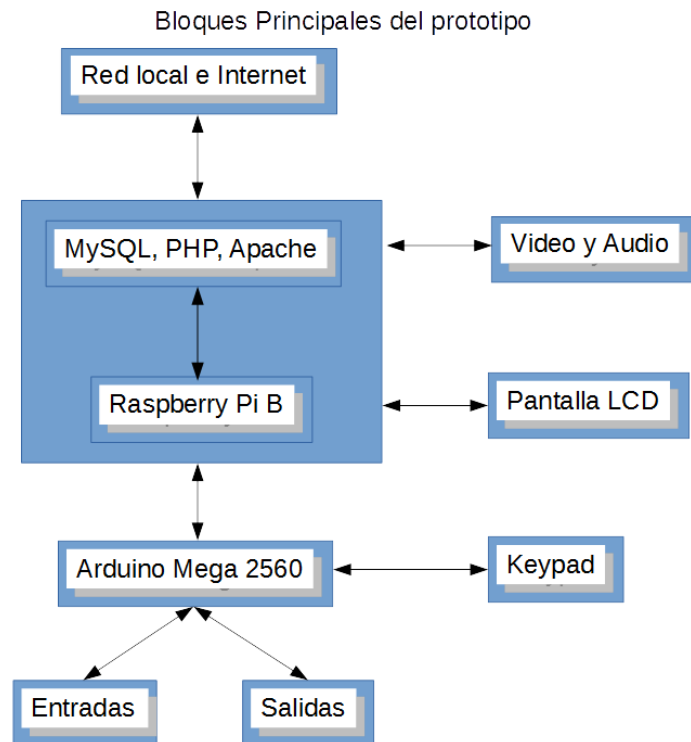 Bloques Principales del prototipo
Red local e Internet
MySQL, PHP, Apache
Video y Audio
Raspberry Pi B
Pantalla LCD
Arduino Mega 2560
Keypad
Entradas
Salidas